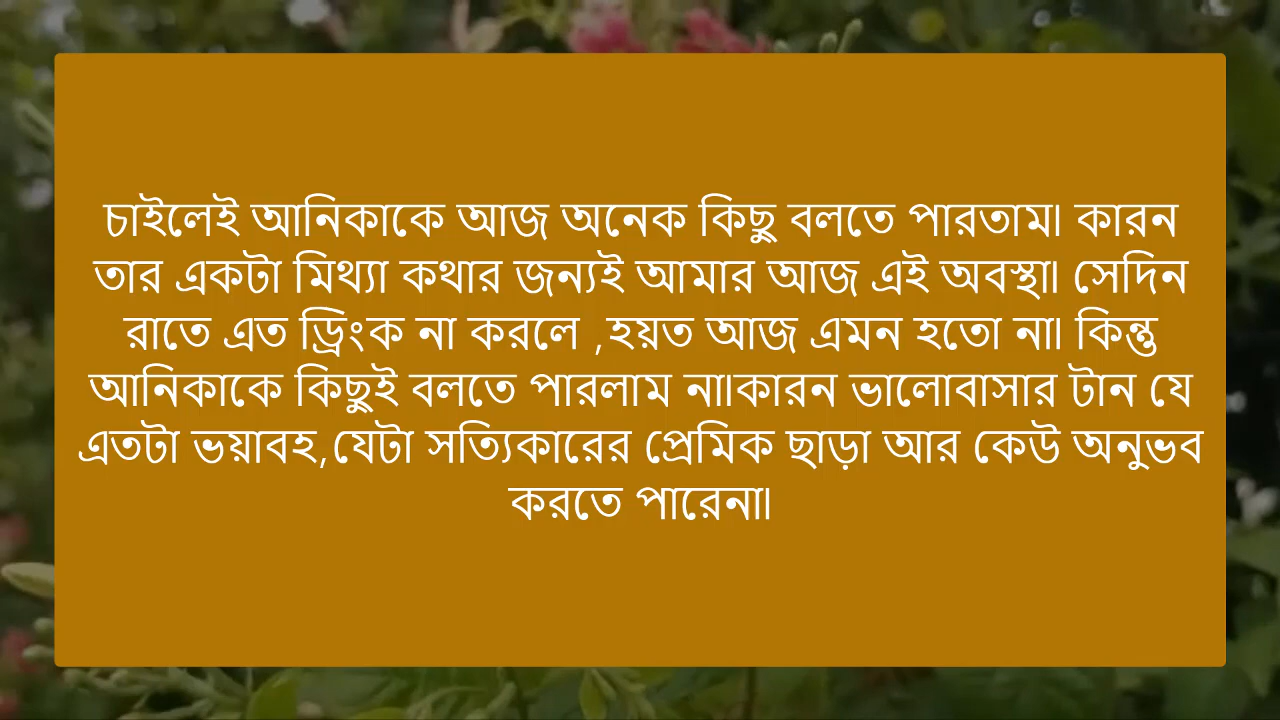 চাইলেই আনিকাকে আজ অনেক কিছু বলতে পারতাম। কারন
তার একটা মিথ্যা কথার জন্যই আমার আজ এই অবস্থা। সেদিন
রাতে এত ড্রিংক না করলে ,হয়ত আজ এমন হতো না। কিন্তু
আনিকাকে কিছুই বলতে পারলাম না।কারন ভালোবাসার টান যে
এতটা ভয়াবহ,যেটা সত্যিকারের প্রেমিক ছাড়া আর কেউ অনুভব
করতে পারেনা।